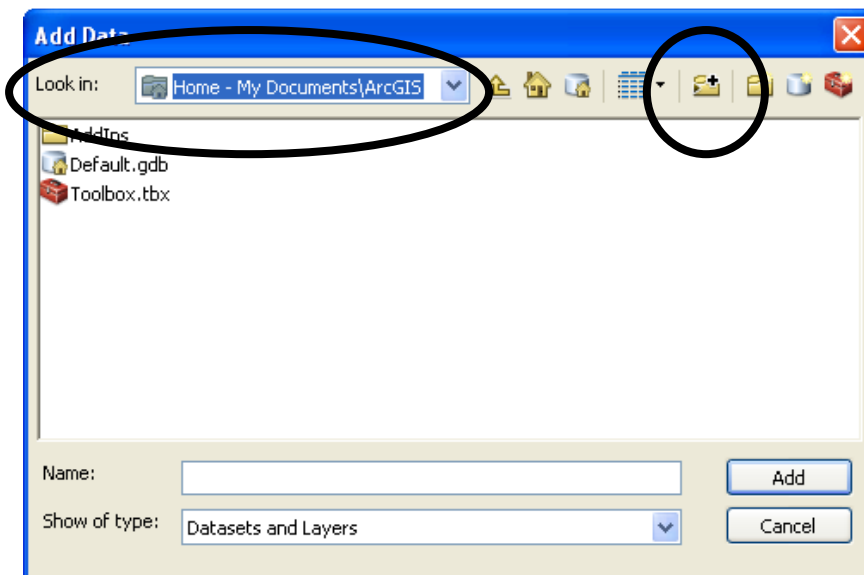 Add Data
Look in: Home - My Documents\ArcGIS
AddIns
Default.gdb
Toolbox.tbx
Name:
Add
Show of type: Datasets and Layers
Cancel